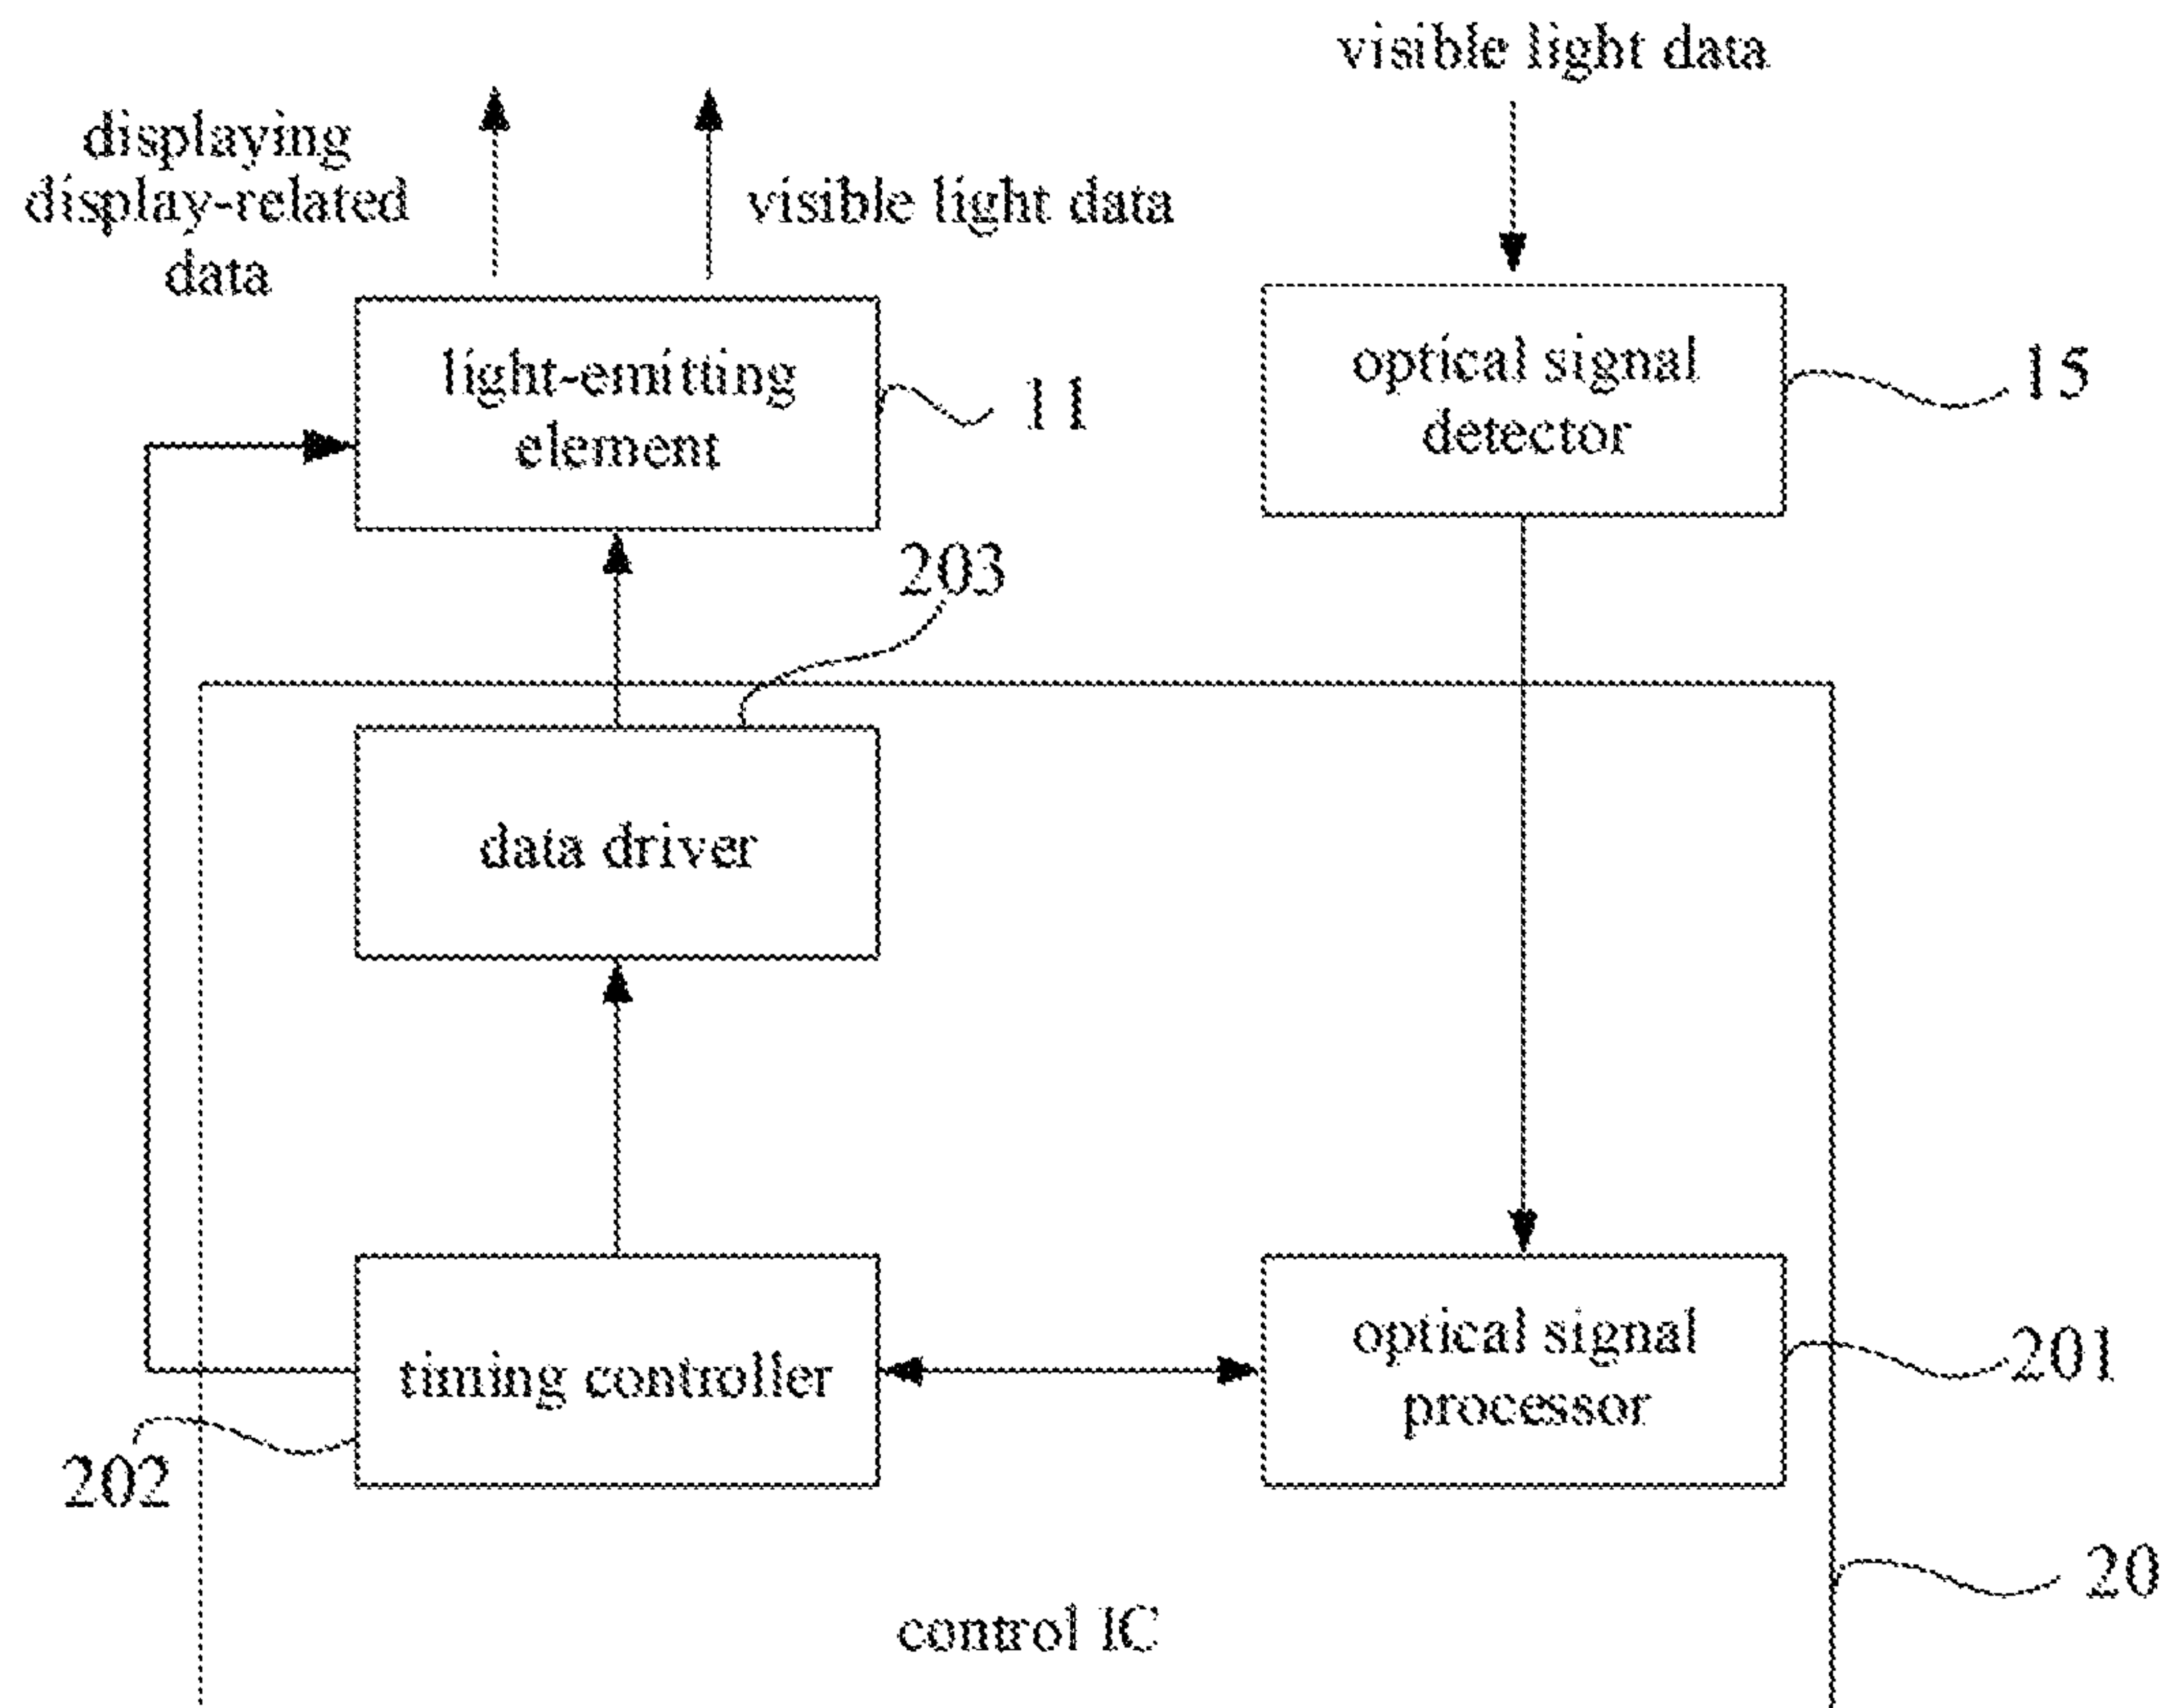 visible light data
displaying
display-related
data
visible light data
light-emitting
element
11
optical signal
detector
15
203
data driver
timing controller
202
optical signal
processor
201
20
control IC